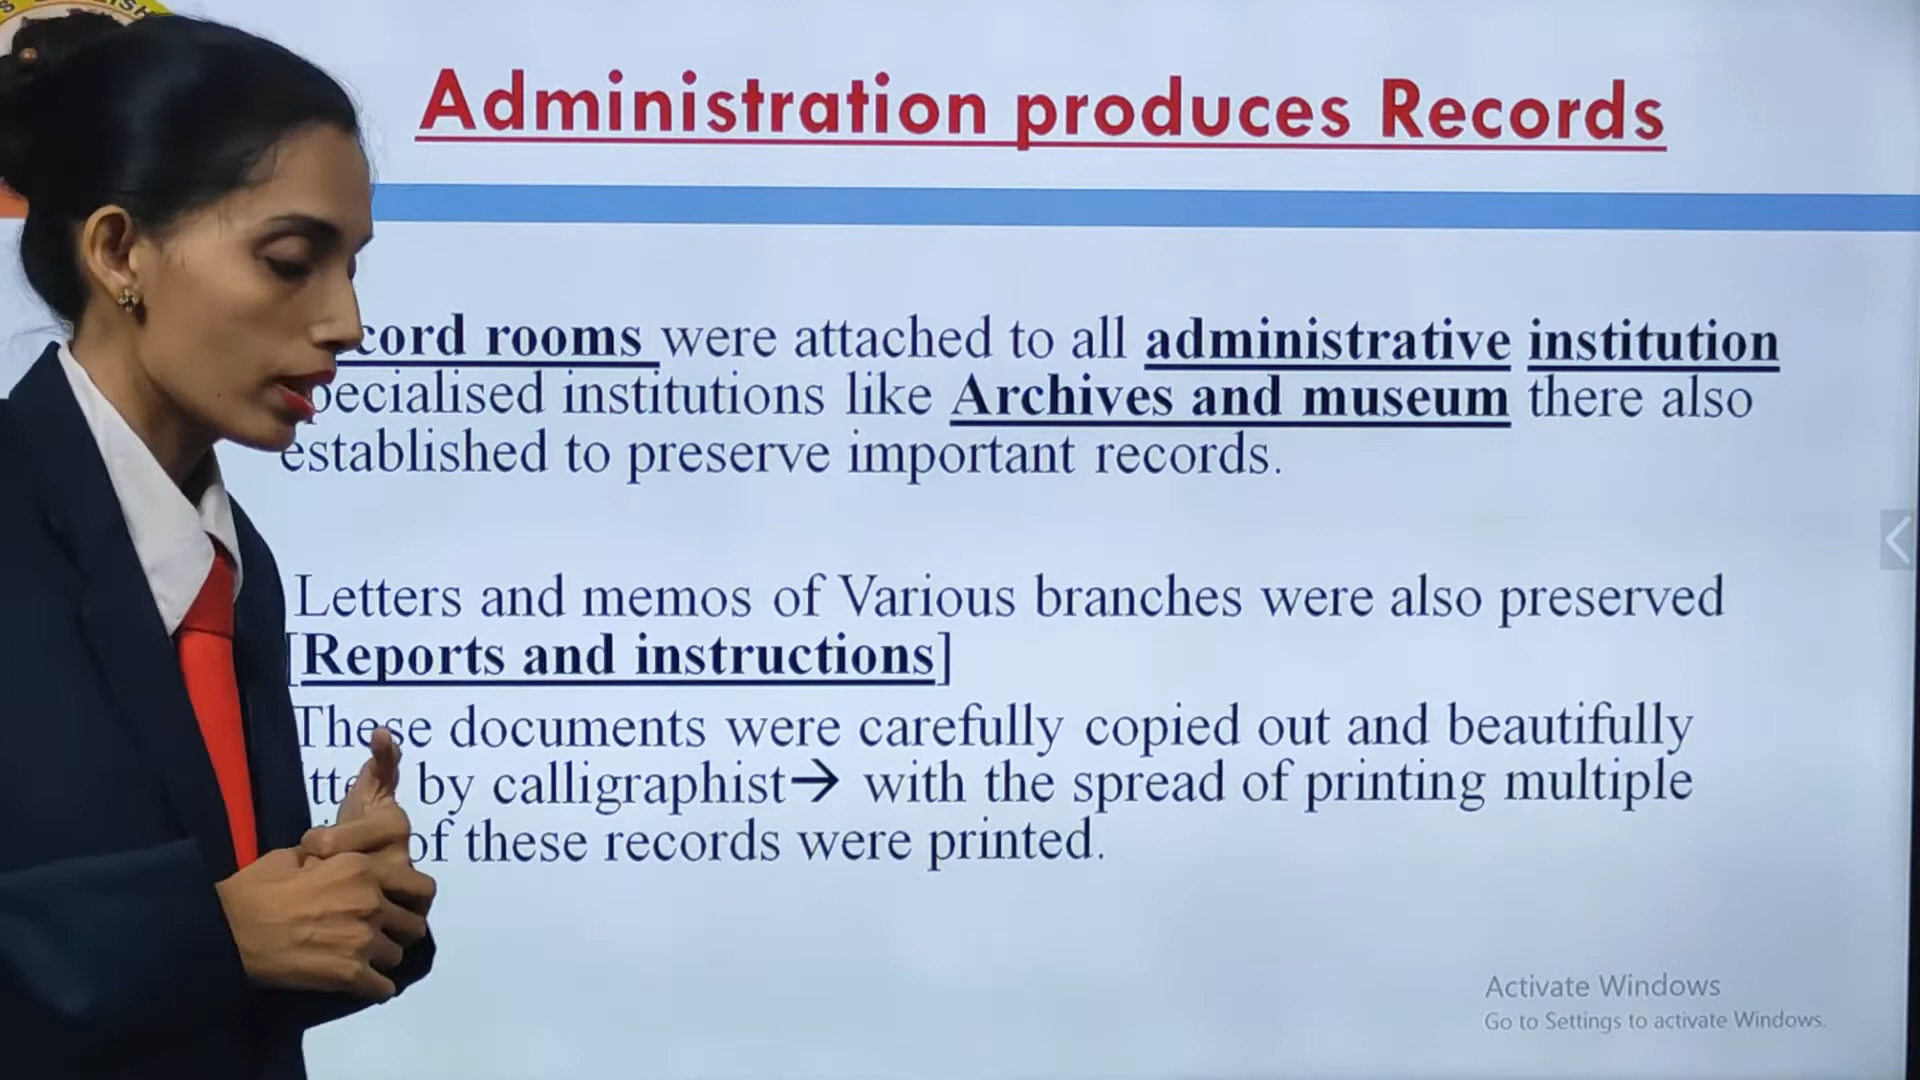 Administration produces Records
rooms were attached to all administrative institution
institutions like Archives and museum there also
established to preserve important records.
Letters and memos of Various branches were also preserved
[Reports and instructions]
These documents were carefully copied out and beautifully
by calligraphist→ with the spread of printing multiple
of these records were printed.
Activate Windows
Go to Settings to activate Windows.